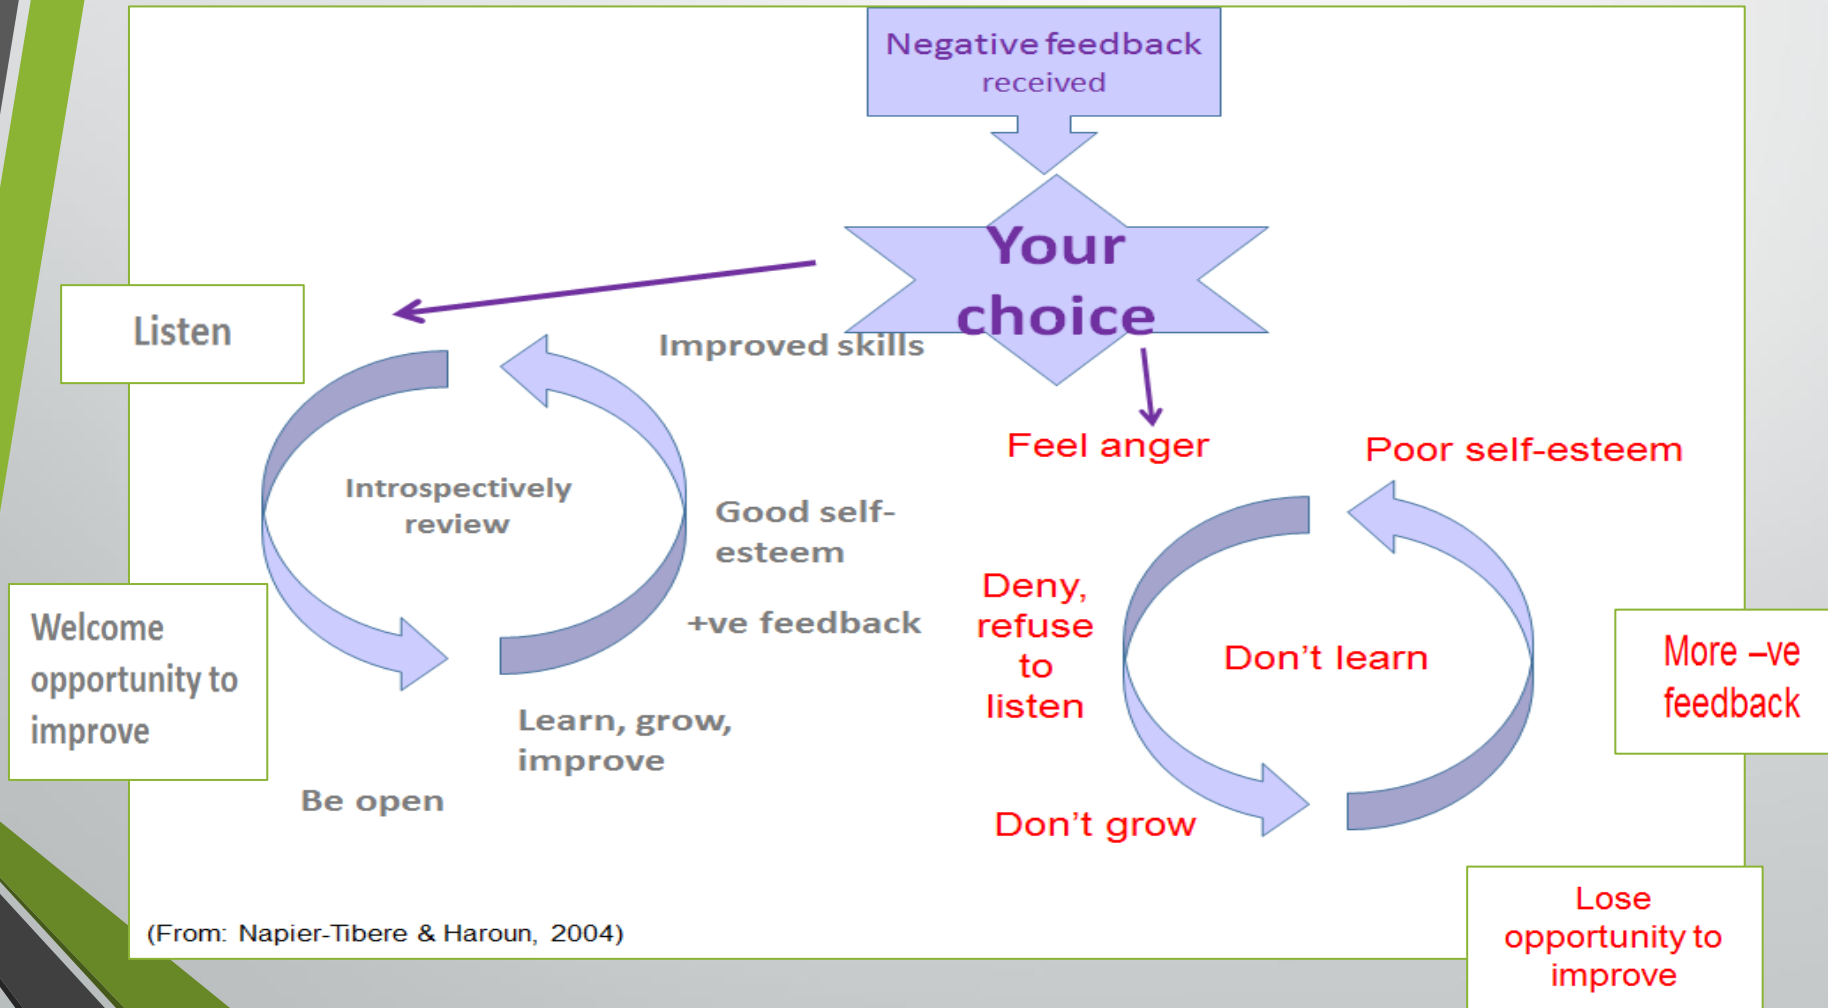 Negative feedback
received
Your
choice
Listen
Improved skills
Introspectively
review
Good self-
esteem
+ve feedback
Welcome
opportunity to
improve
Learn, grow,
improve
Be open
Feel anger
Poor self-esteem
Deny,
refuse
to
listen
Don’t learn
More –ve
feedback
Don’t grow
Lose
opportunity to
improve
(From: Napier-Tibere & Haroun, 2004)